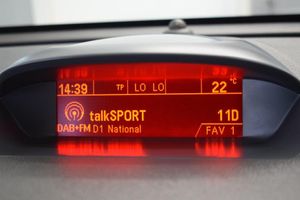 14:39 TP LO LO 22 °C
talkSPORT 11D
DAB+FM D1 National FAV 1